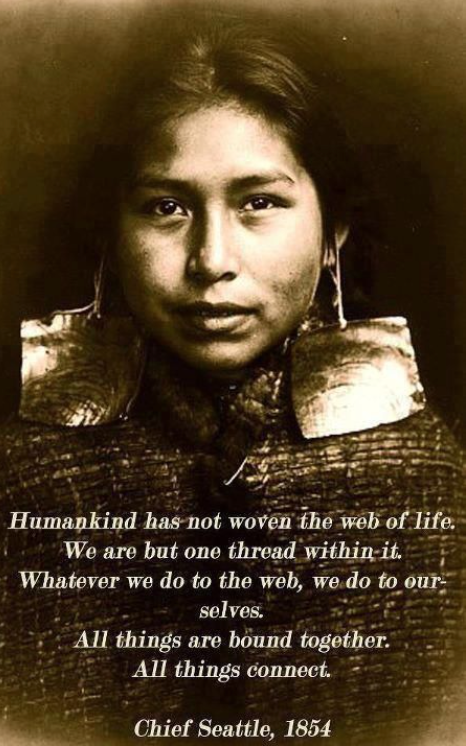 Humankind has not woven the web of life.
We are but one thread within it.
Whatever we do to the web, we do to our-
selves.
All things are bound together.
All things connect.
Chief Seattle, 1854